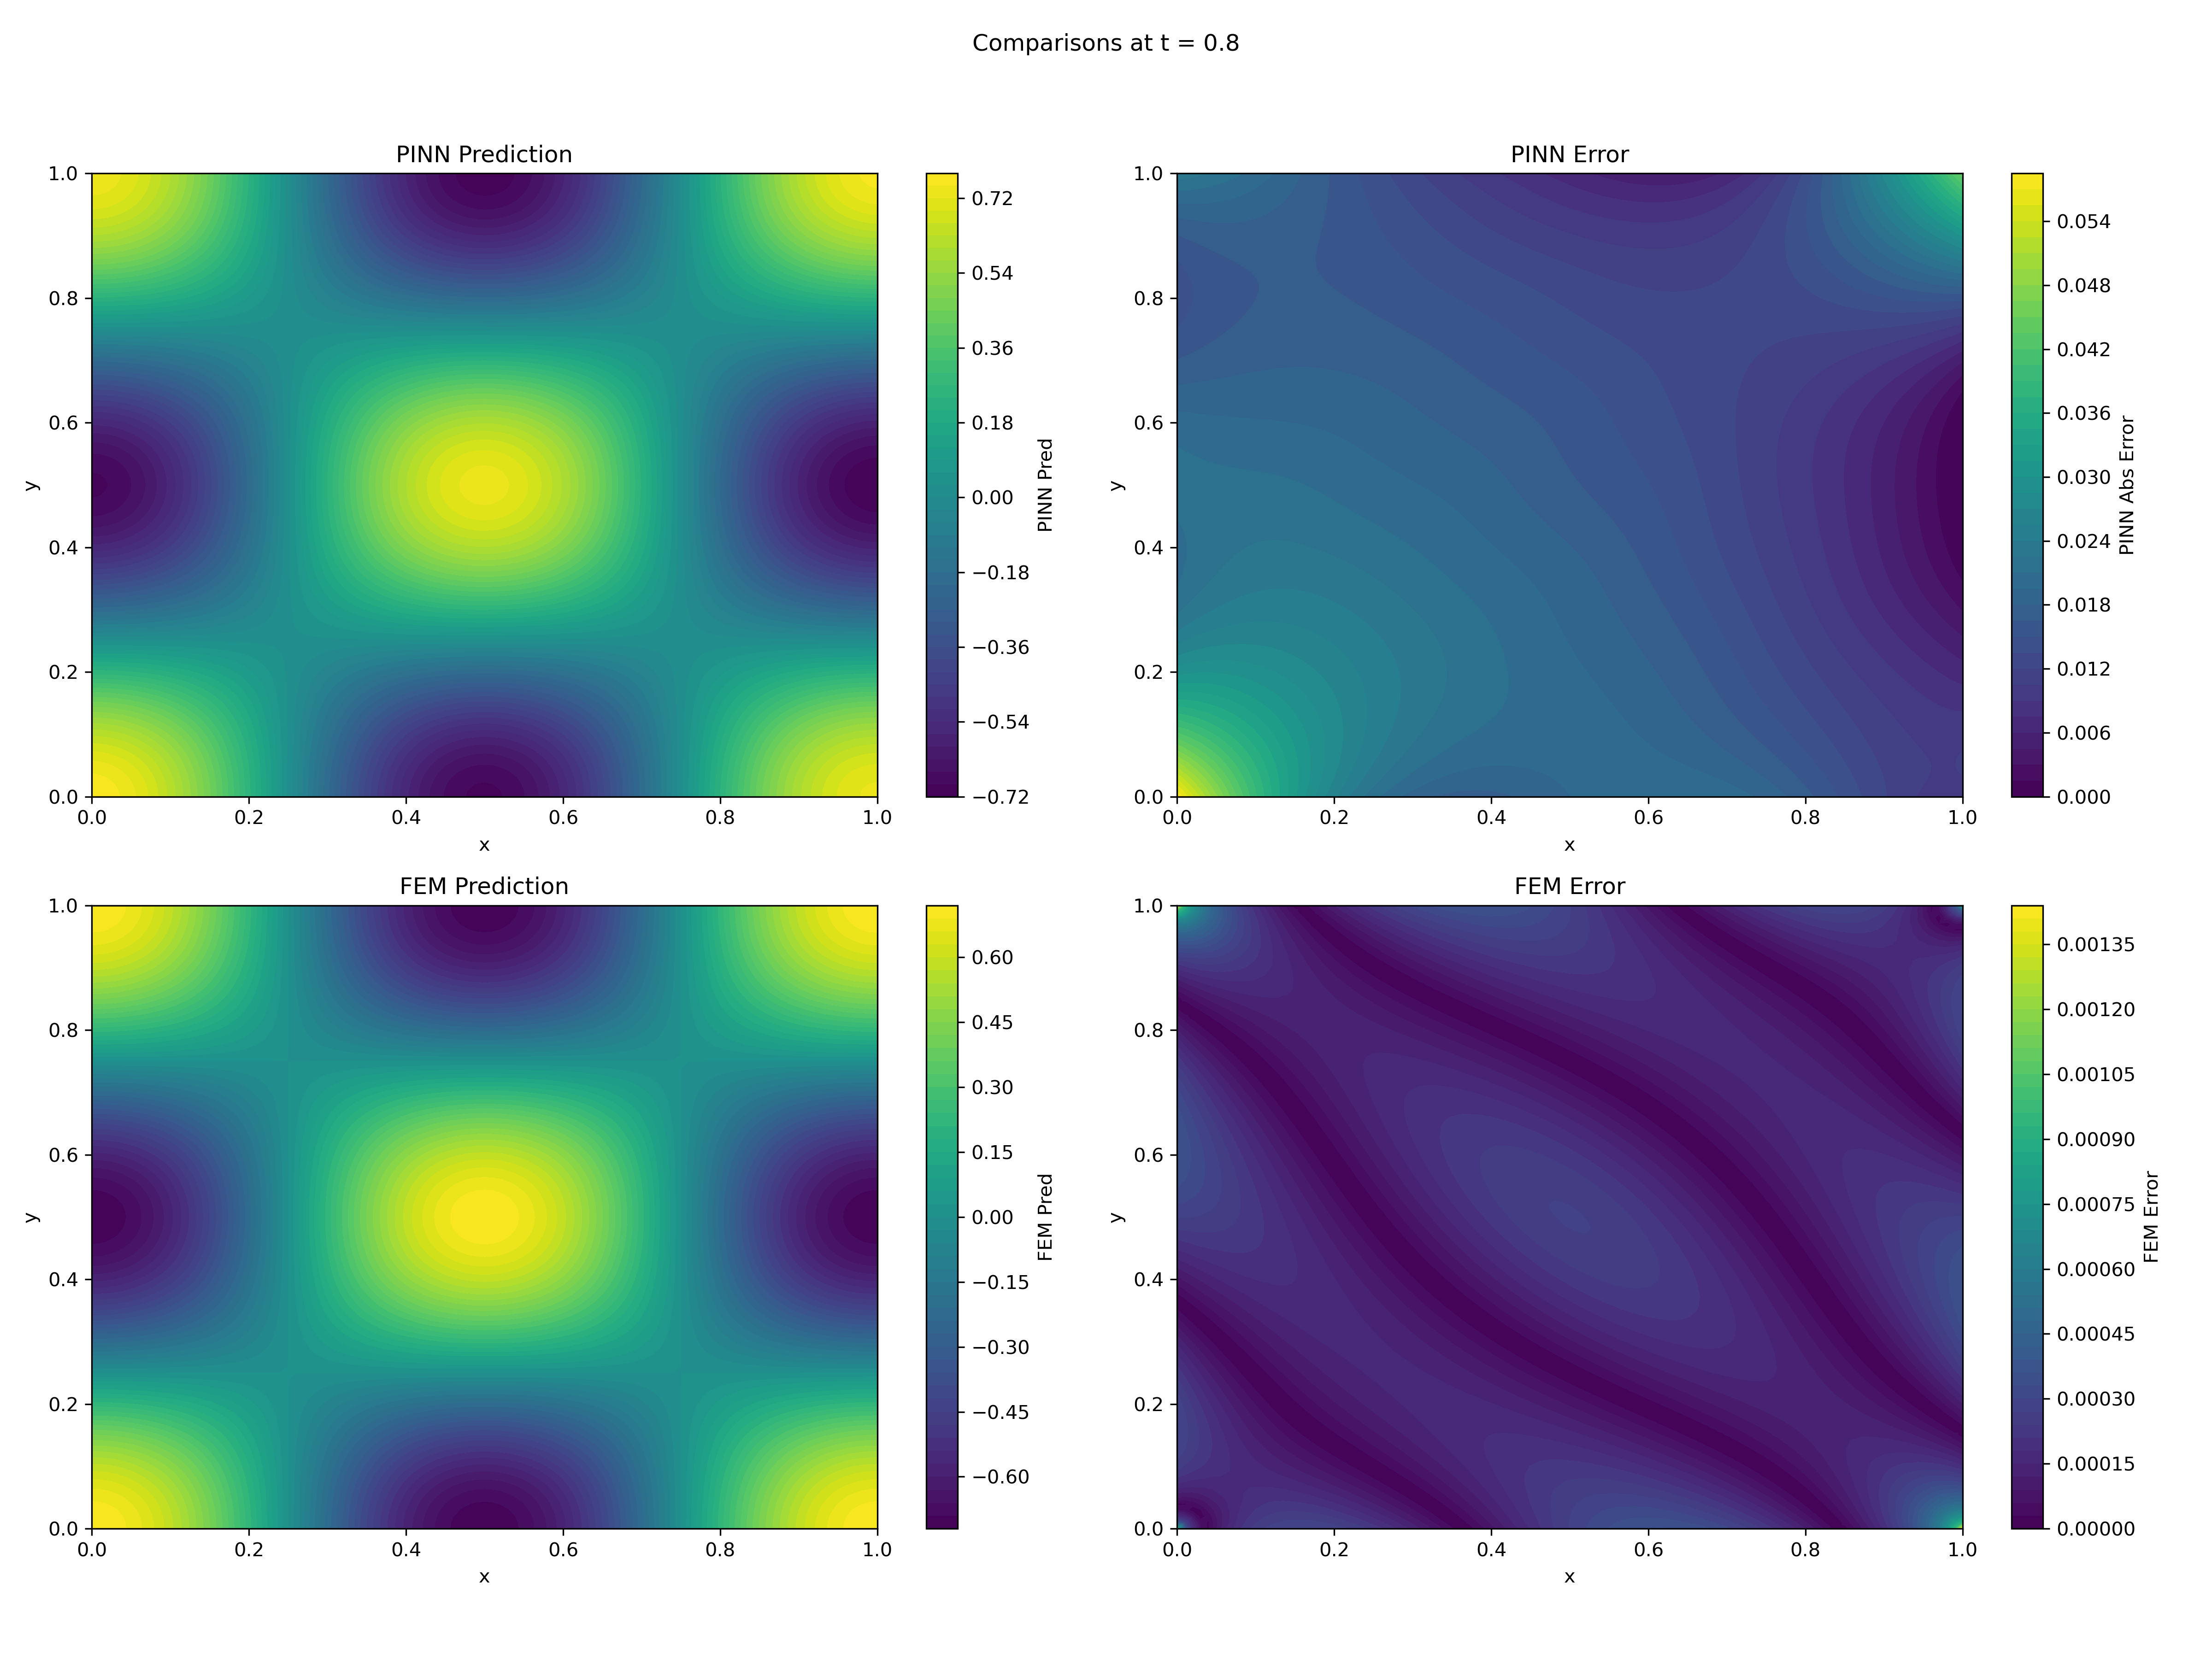 Comparisons at t = 0.8
PINN Prediction
1.0
0.8
0.6
0.4
0.2
0.0
y
0.0 0.2 0.4 0.6 0.8 1.0
x
0.72
0.54
0.36
0.18
0.00
−0.18
−0.36
−0.54
−0.72
PINN Pred
PINN Error
1.0
0.8
0.6
0.4
0.2
0.0
y
0.0 0.2 0.4 0.6 0.8 1.0
x
0.054
0.048
0.042
0.036
0.030
0.024
0.018
0.012
0.006
0.000
PINN Abs Error
FEM Prediction
1.0
0.8
0.6
0.4
0.2
0.0
y
0.0 0.2 0.4 0.6 0.8 1.0
x
0.60
0.45
0.30
0.15
0.00
−0.15
−0.30
−0.45
−0.60
FEM Pred
FEM Error
1.0
0.8
0.6
0.4
0.2
0.0
y
0.0 0.2 0.4 0.6 0.8 1.0
x
0.00135
0.00120
0.00105
0.00090
0.00075
0.00060
0.00045
0.00030
0.00015
0.00000
FEM Error